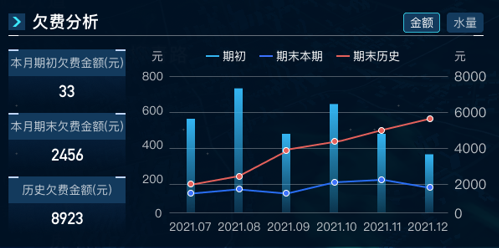 欠费分析
金额 水量
本月期初欠费金额(元)
33
本月期末欠费金额(元)
2456
历史欠费金额(元)
8923
元 期初 期末本期 期末历史 元
800 8000
600 6000
400 4000
200 2000
0 0
2021.07 2021.08 2021.09 2021.10 2021.11 2021.12